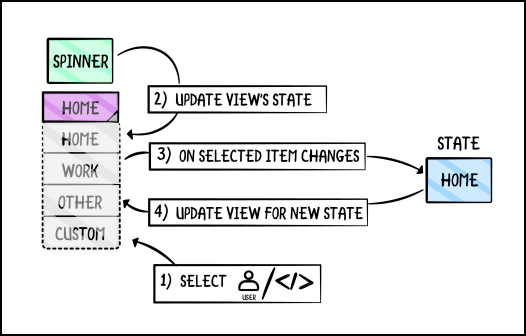 SPINNER
2) UPDATE VIEW'S STATE
HOME
HOME
3) ON SELECTED ITEM CHANGES
STATE
WORK
HOME
OTHER
4) UPDATE VIEW FOR NEW STATE
CUSTOM
1) SELECT /</>
USER